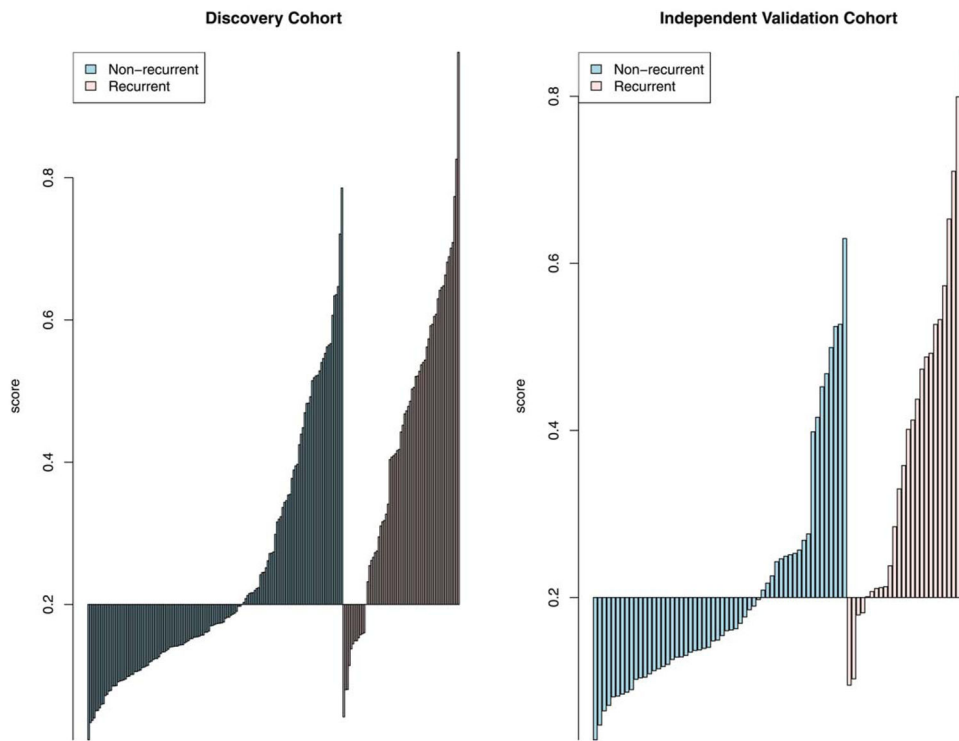 Discovery Cohort
Non−recurrent
Recurrent
score
0.8
0.6
0.4
0.2
Independent Validation Cohort
Non−recurrent
Recurrent
score
0.8
0.6
0.4
0.2